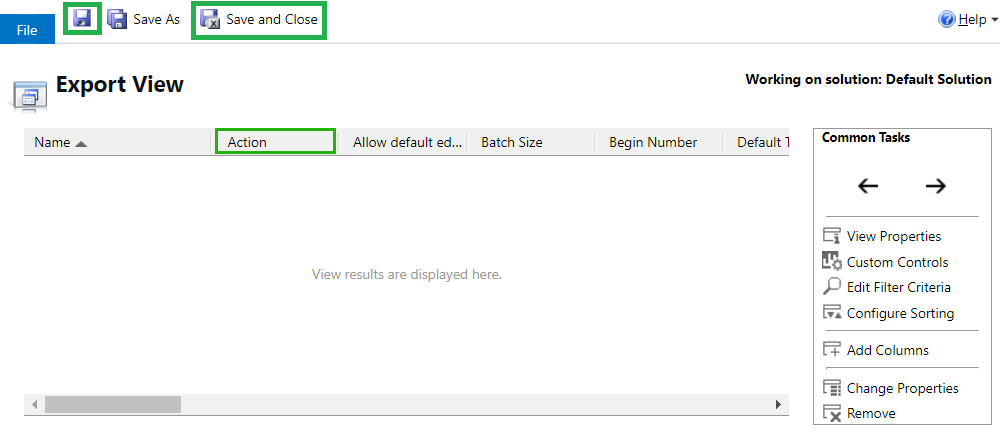 File
Save As
Save and Close
Help
Export View
Working on solution: Default Solution
Name Action Allow default ed... Batch Size Begin Number Default T
View results are displayed here.
Common Tasks
View Properties
Custom Controls
Edit Filter Criteria
Configure Sorting
Add Columns
Change Properties
Remove